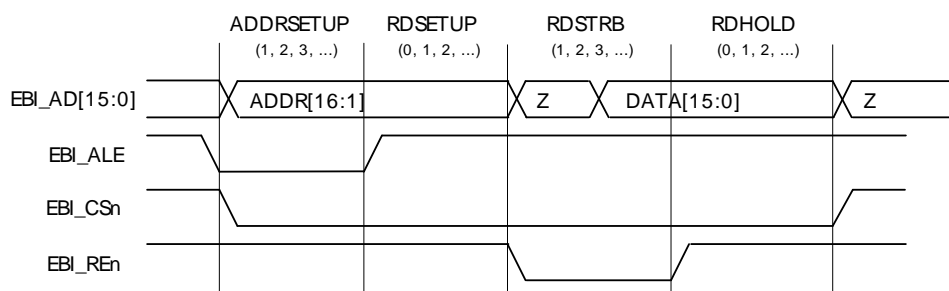 ADDRSETUP RDSETUP RDSTRB RDHOLD
(1, 2, 3, ...) (0, 1, 2, ...) (1, 2, 3, ...) (0, 1, 2, ...)
EBI_AD[15:0] ADDR[16:1] Z DATA[15:0] Z
EBI_ALE
EBI_CSn
EBI_REn